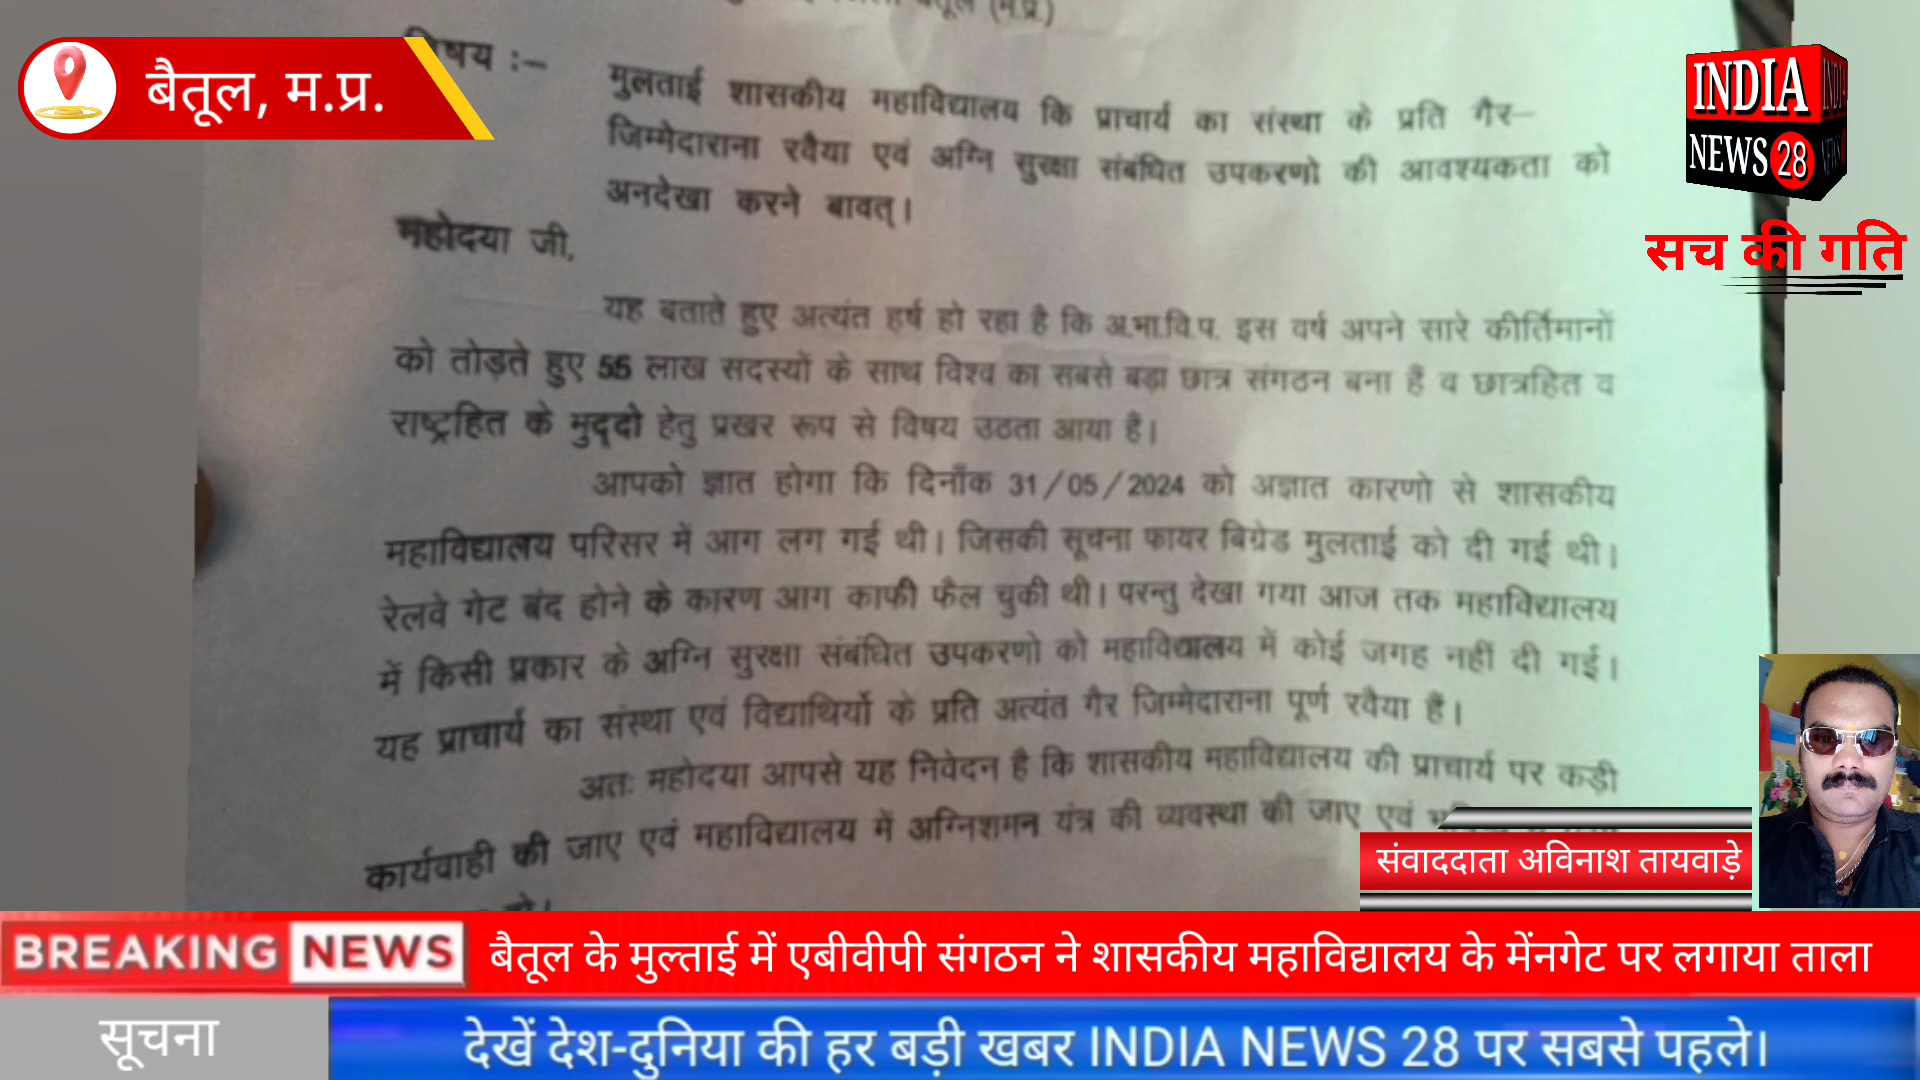 बैतूल (म.प्र.)
विषय :–
मुलताई शासकीय महाविद्यालय कि प्राचार्य का संस्था के प्रति गैर–
जिम्मेदाराना रवैया एवं अग्नि सुरक्षा संबंधित उपकरणो की आवश्यकता को
अनदेखा करने बावत्।
महोदया जी,
यह बताते हुए अत्यंत हर्ष हो रहा है कि अ.भा.वि.प. इस वर्ष अपने सारे कीर्तिमानों
को तोड़ते हुए 55 लाख सदस्यों के साथ विश्व का सबसे बड़ा छात्र संगठन बना हैं व छात्रहित व
राष्ट्रहित के मुद्दो हेतु प्रखर रूप से विषय उठता आया हैं।
आपको ज्ञात होगा कि दिनाँक 31/05/2024 को अज्ञात कारणो से शासकीय
महाविद्यालय परिसर में आग लग गई थी। जिसकी सूचना फायर बिग्रेड मुलताई को दी गई थी।
रेलवे गेट बंद होने के कारण आग काफी फैल चुकी थी। परन्तु देखा गया आज तक महाविद्यालय
में किसी प्रकार के अग्नि सुरक्षा संबंधित उपकरणो को महाविद्यालय में कोई जगह नहीं दी गई।
यह प्राचार्य का संस्था एवं विद्यार्थियों के प्रति अत्यंत गैर जिम्मेदाराना पूर्ण रवैया हैं।
अतः महोदया आपसे यह निवेदन है कि शासकीय महाविद्यालय की प्राचार्य पर कड़ी
कार्यवाही की जाए एवं महाविद्यालय में अग्निशमन यंत्र की व्यवस्था की जाए एवं
बैतूल, म.प्र.
INDIA
NEWS 28
सच की गति
संवाददाता अविनाश तायवाड़े
BREAKING NEWS बैतूल के मुल्ताई में एबीवीपी संगठन ने शासकीय महाविद्यालय के मेंनगेट पर लगाया ताला
सूचना देखें देश-दुनिया की हर बड़ी खबर INDIA NEWS 28 पर सबसे पहले।